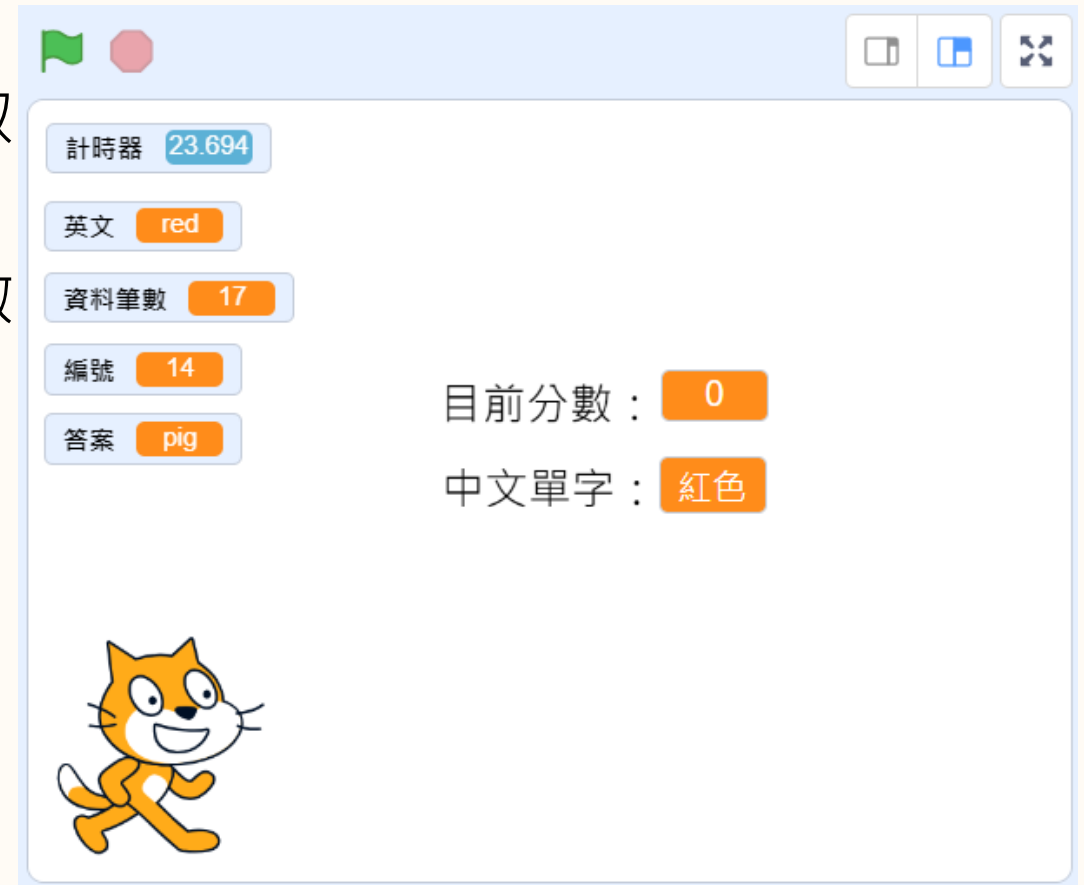 計時器 23.694
英文 red
資料筆數 17
編號 14
答案 pig
目前分數： 0
中文單字： 紅色